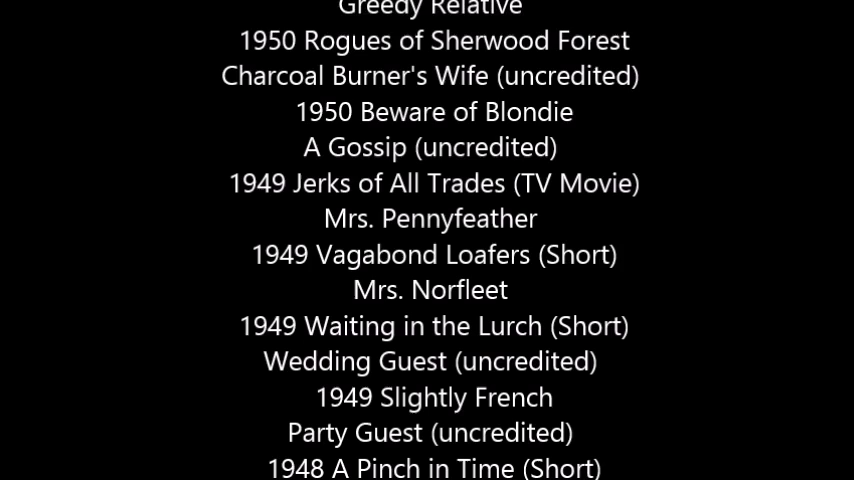 Greedy Relative
1950 Rogues of Sherwood Forest
Charcoal Burner's Wife (uncredited)
1950 Beware of Blondie
A Gossip (uncredited)
1949 Jerks of All Trades (TV Movie)
Mrs. Pennyfeather
1949 Vagabond Loafers (Short)
Mrs. Norfleet
1949 Waiting in the Lurch (Short)
Wedding Guest (uncredited)
1949 Slightly French
Party Guest (uncredited)
1948 A Pinch in Time (Short)